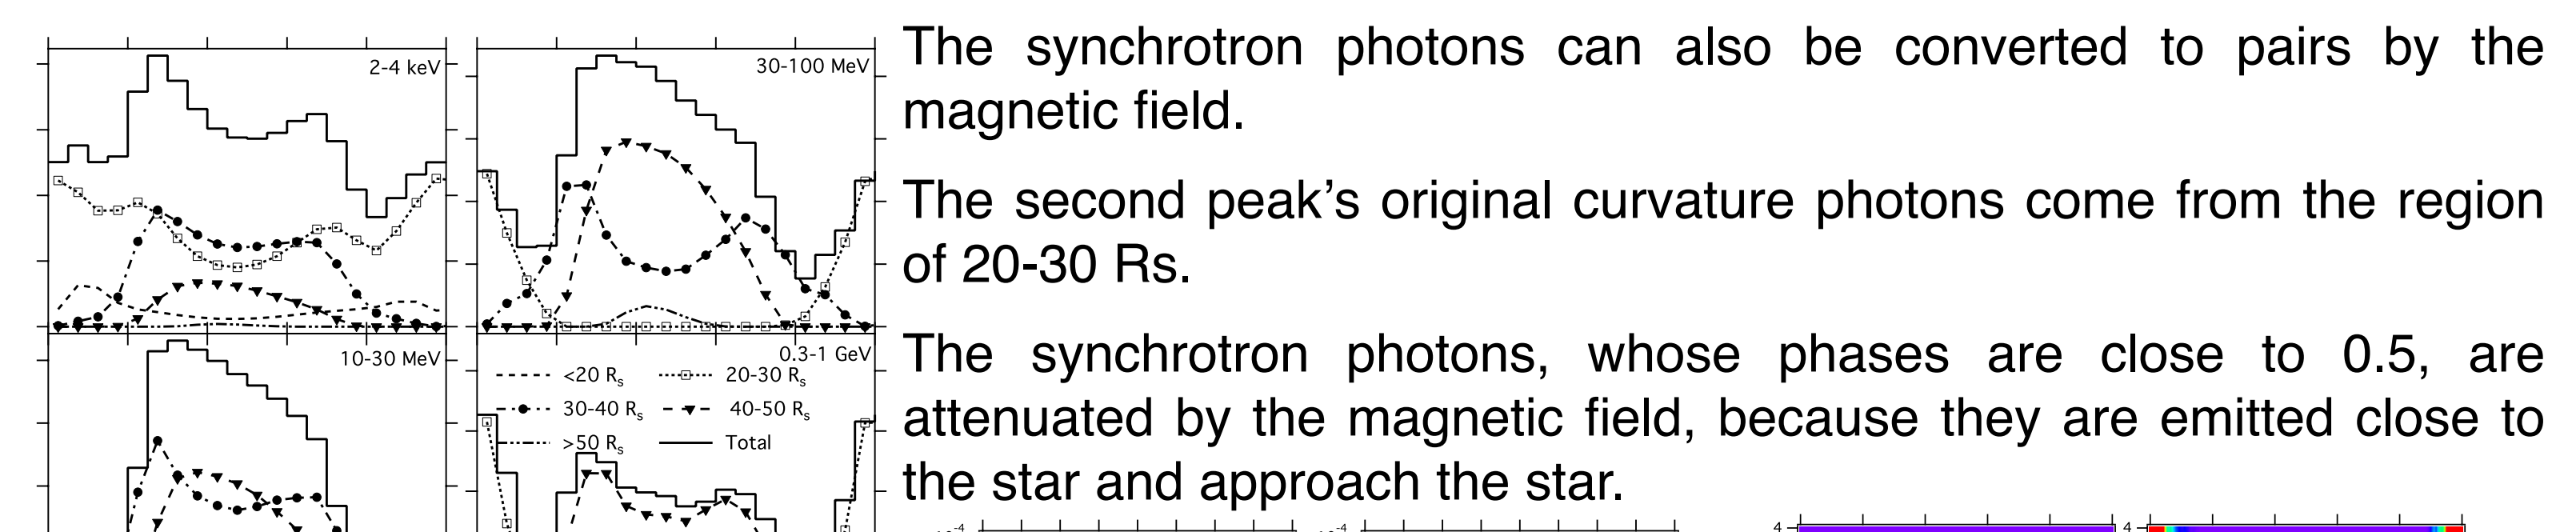 2-4 keV
30-100 MeV
10-30 MeV
0.3-1 GeV
<20 Rs
20-30 Rs
30-40 Rs
40-50 Rs
>50 Rs
Total
The synchrotron photons can also be converted to pairs by the
magnetic field.
The second peak’s original curvature photons come from the region
of 20-30 Rs.
The synchrotron photons, whose phases are close to 0.5, are
attenuated by the magnetic field, because they are emitted close to
the star and approach the star.
4
4